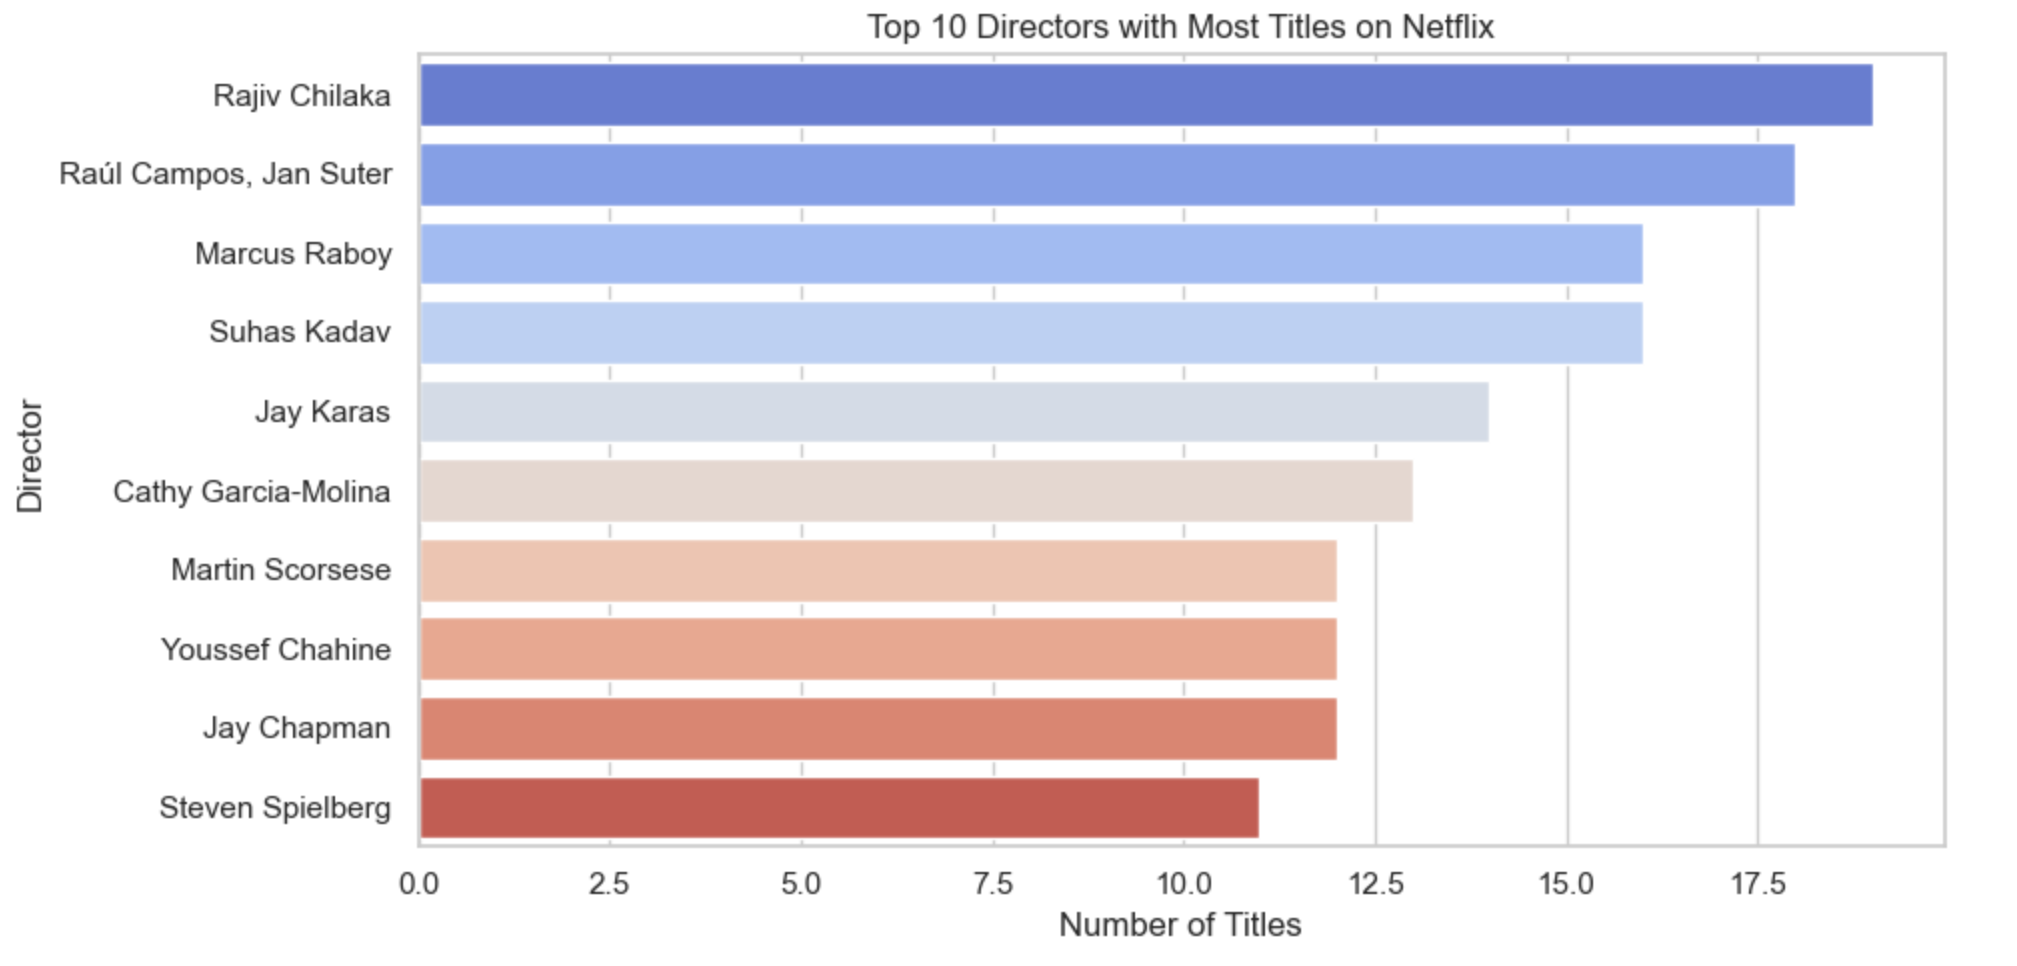 Top 10 Directors with Most Titles on Netflix
Rajiv Chilaka
Raúl Campos, Jan Suter
Marcus Raboy
Suhas Kadav
Jay Karas
Cathy Garcia-Molina
Martin Scorsese
Youssef Chahine
Jay Chapman
Steven Spielberg
Director
0.0 2.5 5.0 7.5 10.0 12.5 15.0 17.5
Number of Titles